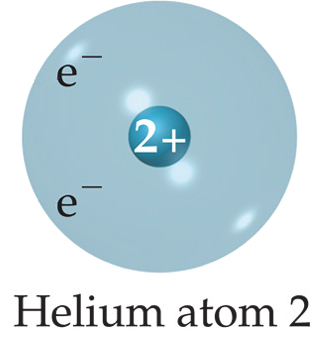 e⁻
2+
e⁻
Helium atom 2